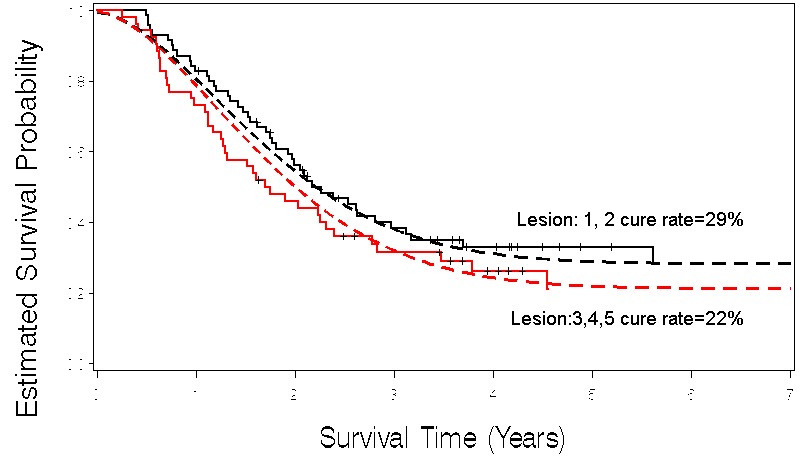 Estimated Survival Probability
Lesion: 1, 2 cure rate=29%
Lesion:3,4,5 cure rate=22%
2 3 4 5 6 7
Survival Time (Years)